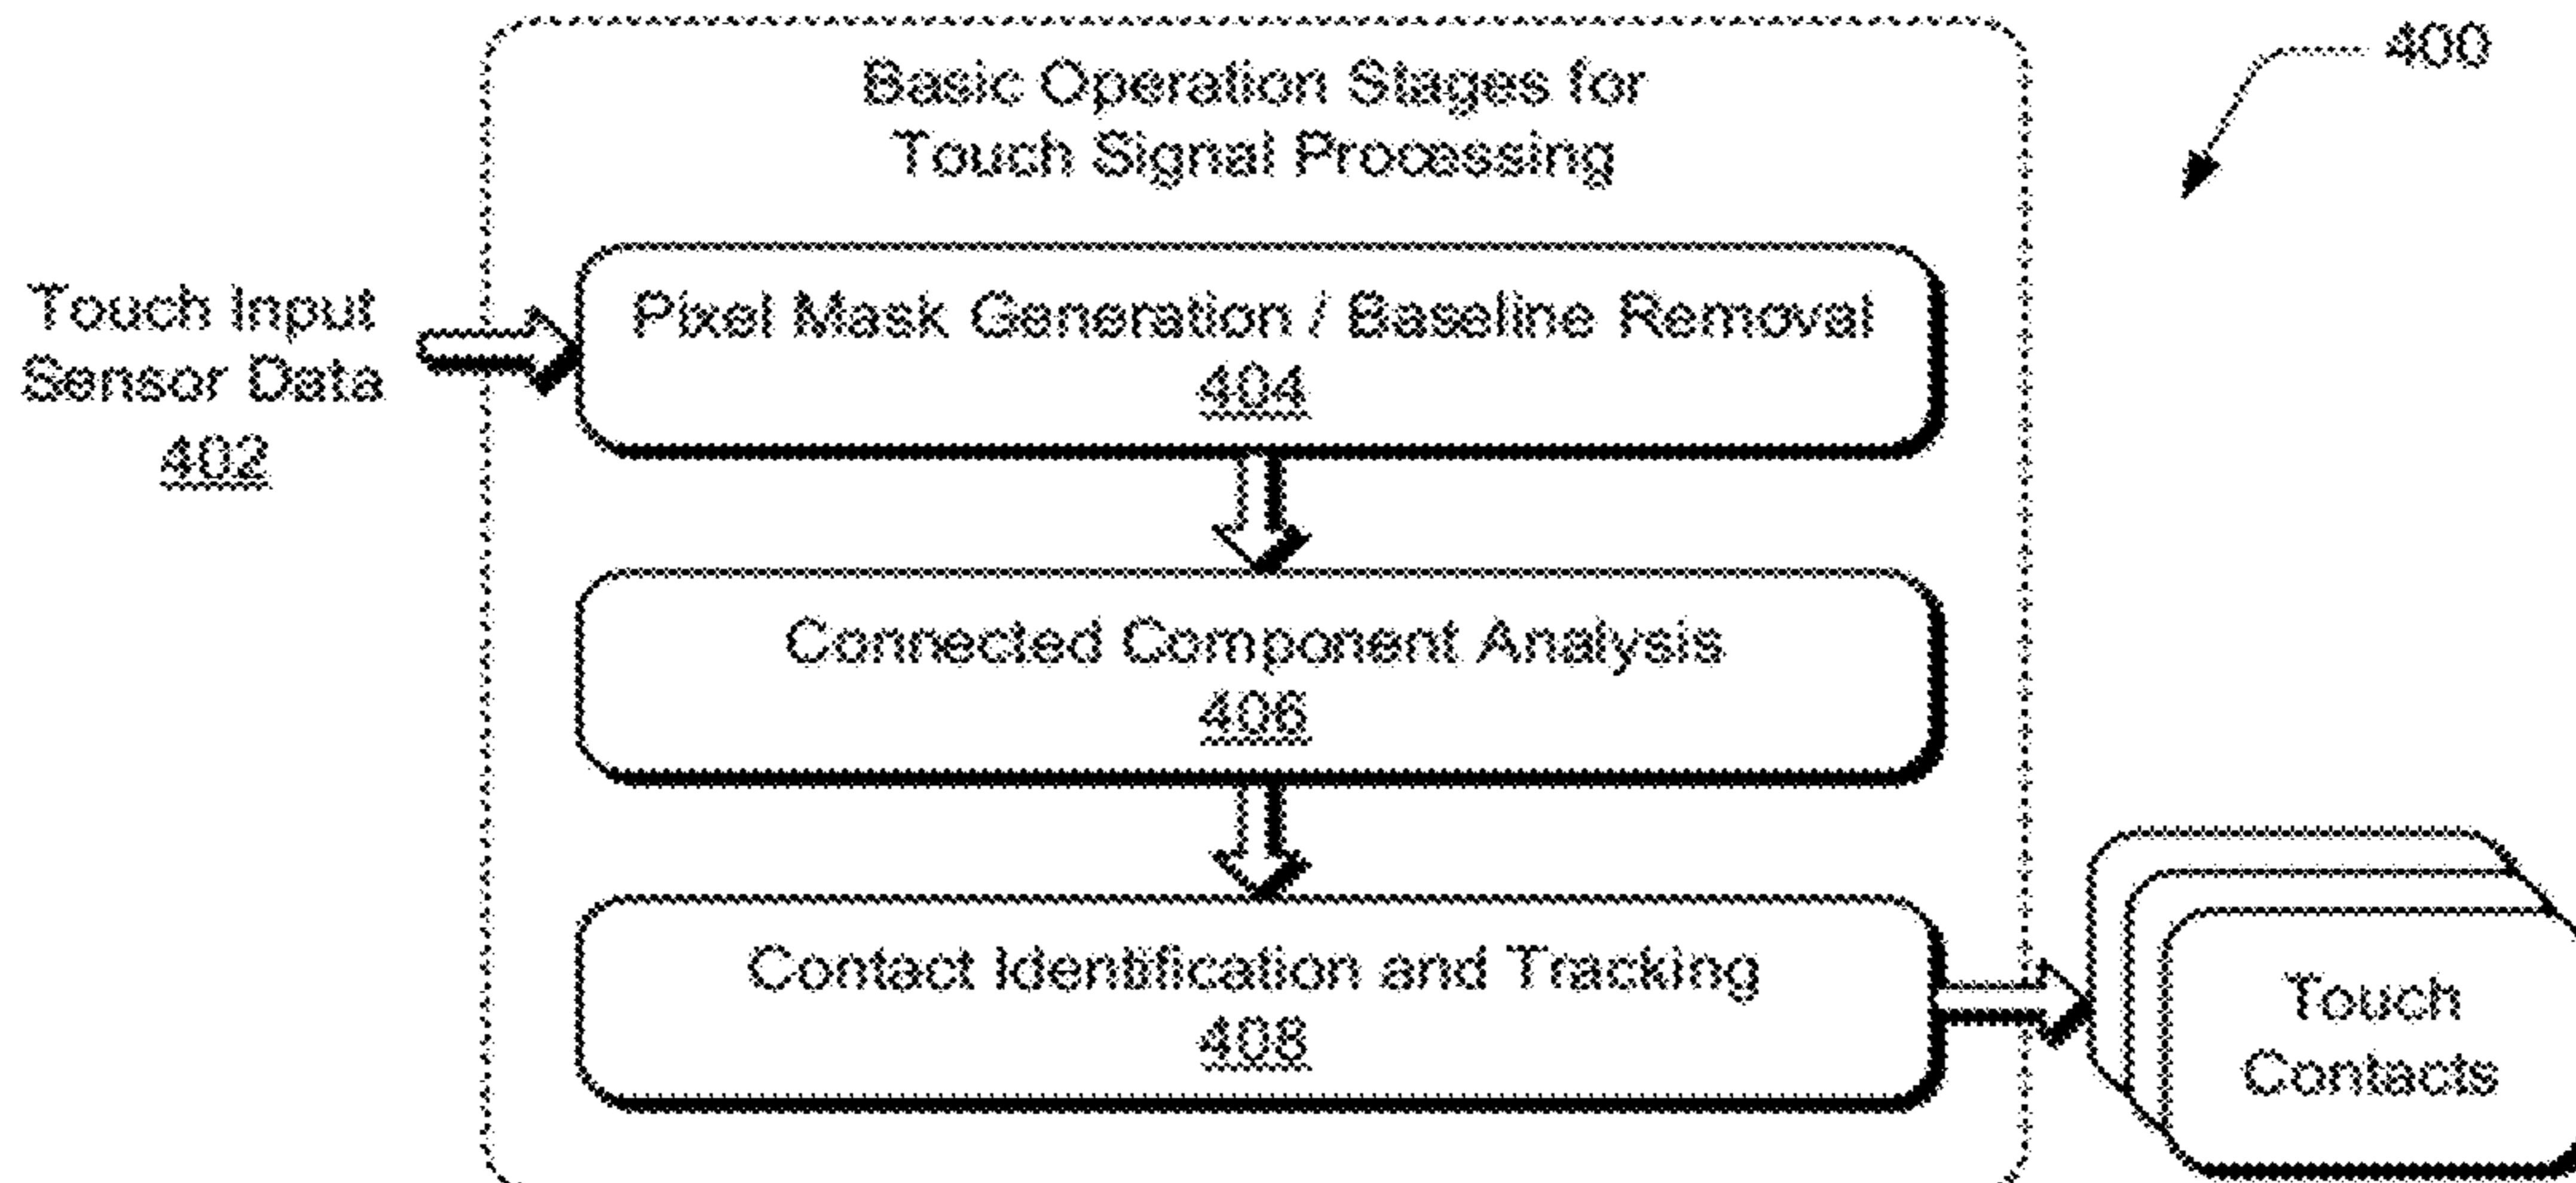 400
Basic Operation Stages for
Touch Signal Processing
Touch Input
Sensor Data
402
Pixel Mask Generation / Baseline Removal
404
Connected Component Analysis
406
Contact Identification and Tracking
408
Touch
Contacts